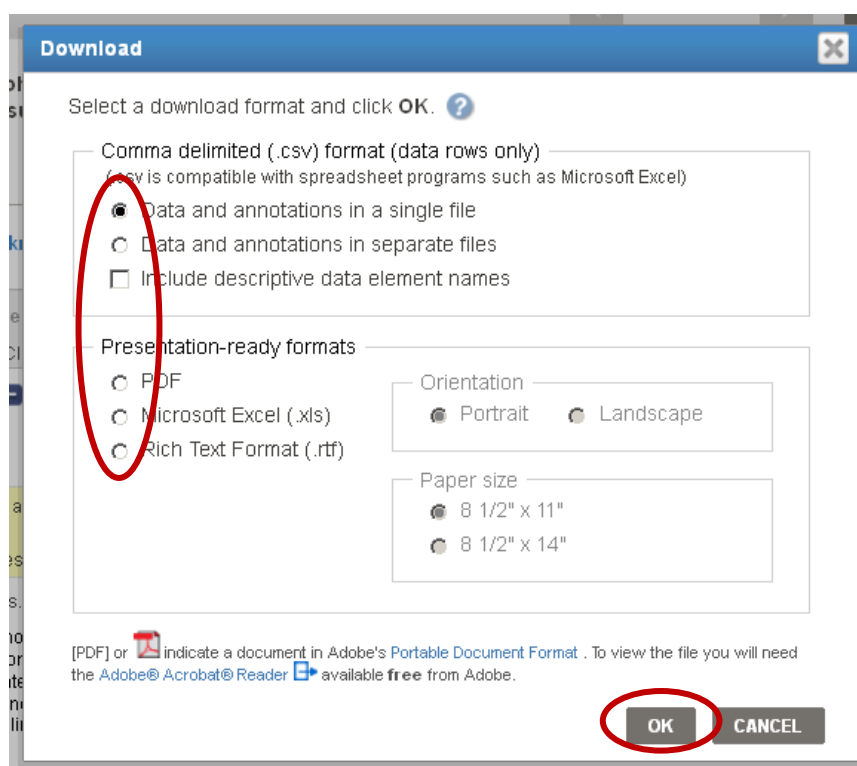 Download
Select a download format and click OK. ?
Comma delimited (.csv) format (data rows only)
(.csv is compatible with spreadsheet programs such as Microsoft Excel)
Data and annotations in a single file
Data and annotations in separate files
Include descriptive data element names
Presentation-ready formats
PDF
Microsoft Excel (.xls)
Rich Text Format (.rtf)
Orientation
Portrait Landscape
Paper size
8 1/2" x 11"
8 1/2" x 14"
[PDF] or indicate a document in Adobe's Portable Document Format . To view the file you will need
the Adobe® Acrobat® Reader available free from Adobe.
OK CANCEL